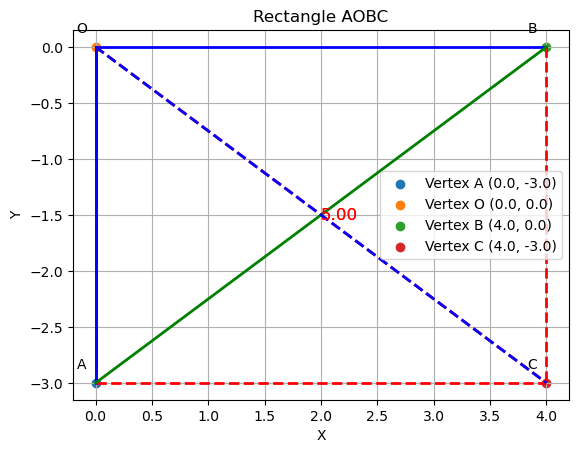 Rectangle AOBC
O
B
0.0
−0.5
−1.0
−1.5
−2.0
−2.5
−3.0
Y
5.00
Vertex A (0.0, -3.0)
Vertex O (0.0, 0.0)
Vertex B (4.0, 0.0)
Vertex C (4.0, -3.0)
A
C
0.0 0.5 1.0 1.5 2.0 2.5 3.0 3.5 4.0
X